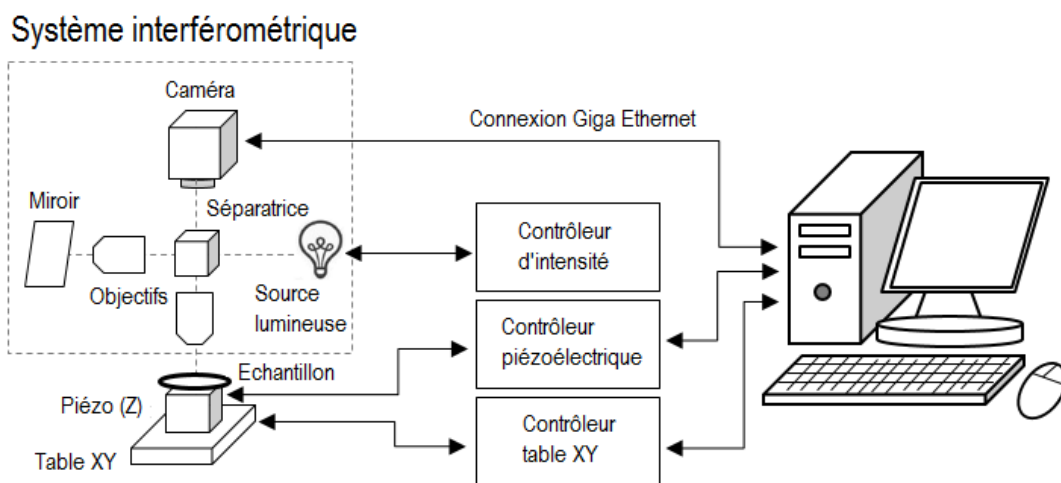 Système interférométrique
Caméra
Connexion Giga Ethernet
Miroir
Séparatrice
Contrôleur
d'intensité
Objectifs
Source
lumineuse
Contrôleur
piézoélectrique
Echantillon
Piézo (Z)
Contrôleur
table XY
Table XY